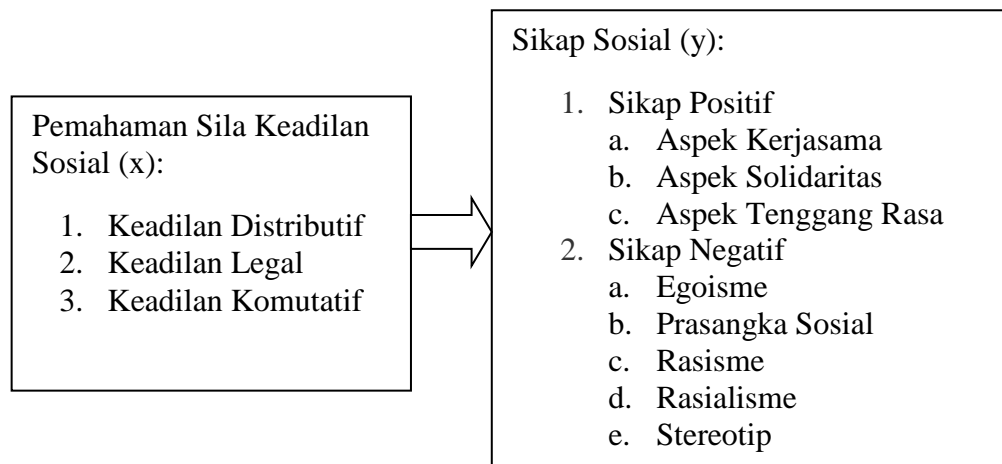 Pemahaman Sila Keadilan
Sosial (x):
1. Keadilan Distributif
2. Keadilan Legal
3. Keadilan Komutatif
Sikap Sosial (y):
1. Sikap Positif
a. Aspek Kerjasama
b. Aspek Solidaritas
c. Aspek Tenggang Rasa
2. Sikap Negatif
a. Egoisme
b. Prasangka Sosial
c. Rasisme
d. Rasialisme
e. Stereotip